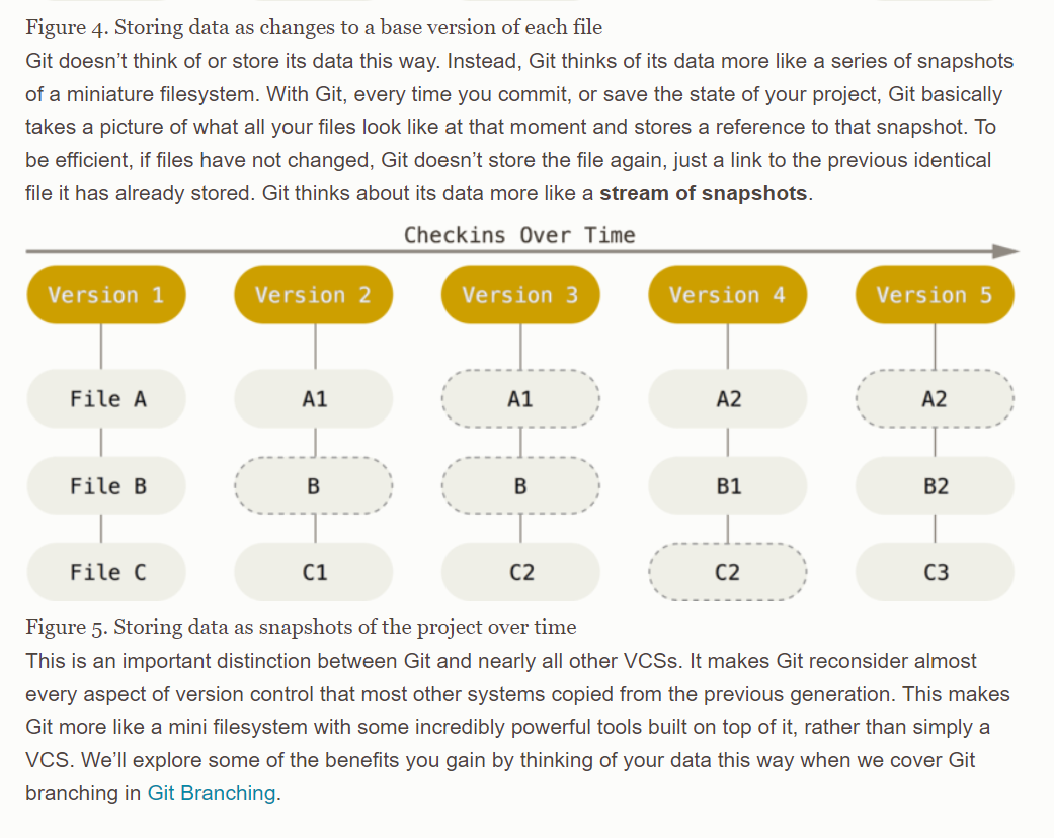 Figure 4. Storing data as changes to a base version of each file
Git doesn’t think of or store its data this way. Instead, Git thinks of its data more like a series of snapshots
of a miniature filesystem. With Git, every time you commit, or save the state of your project, Git basically
takes a picture of what all your files look like at that moment and stores a reference to that snapshot. To
be efficient, if files have not changed, Git doesn’t store the file again, just a link to the previous identical
file it has already stored. Git thinks about its data more like a stream of snapshots.
Checkins Over Time
Version 1 Version 2 Version 3 Version 4 Version 5
File A A1 A1 A2 A2
File B B B B1 B2
File C C1 C2 C2 C3
Figure 5. Storing data as snapshots of the project over time
This is an important distinction between Git and nearly all other VCSs. It makes Git reconsider almost
every aspect of version control that most other systems copied from the previous generation. This makes
Git more like a mini filesystem with some incredibly powerful tools built on top of it, rather than simply a
VCS. We’ll explore some of the benefits you gain by thinking of your data this way when we cover Git
branching in Git Branching.